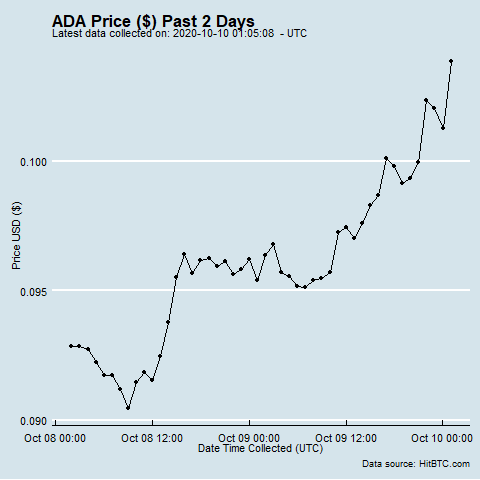 ADA Price ($) Past 2 Days
Latest data collected on: 2020-10-10 01:05:08 - UTC
Price USD ($)
0.100
0.095
0.090
Oct 08 00:00 Oct 08 12:00 Oct 09 00:00 Oct 09 12:00 Oct 10 00:00
Date Time Collected (UTC)
Data source: HitBTC.com